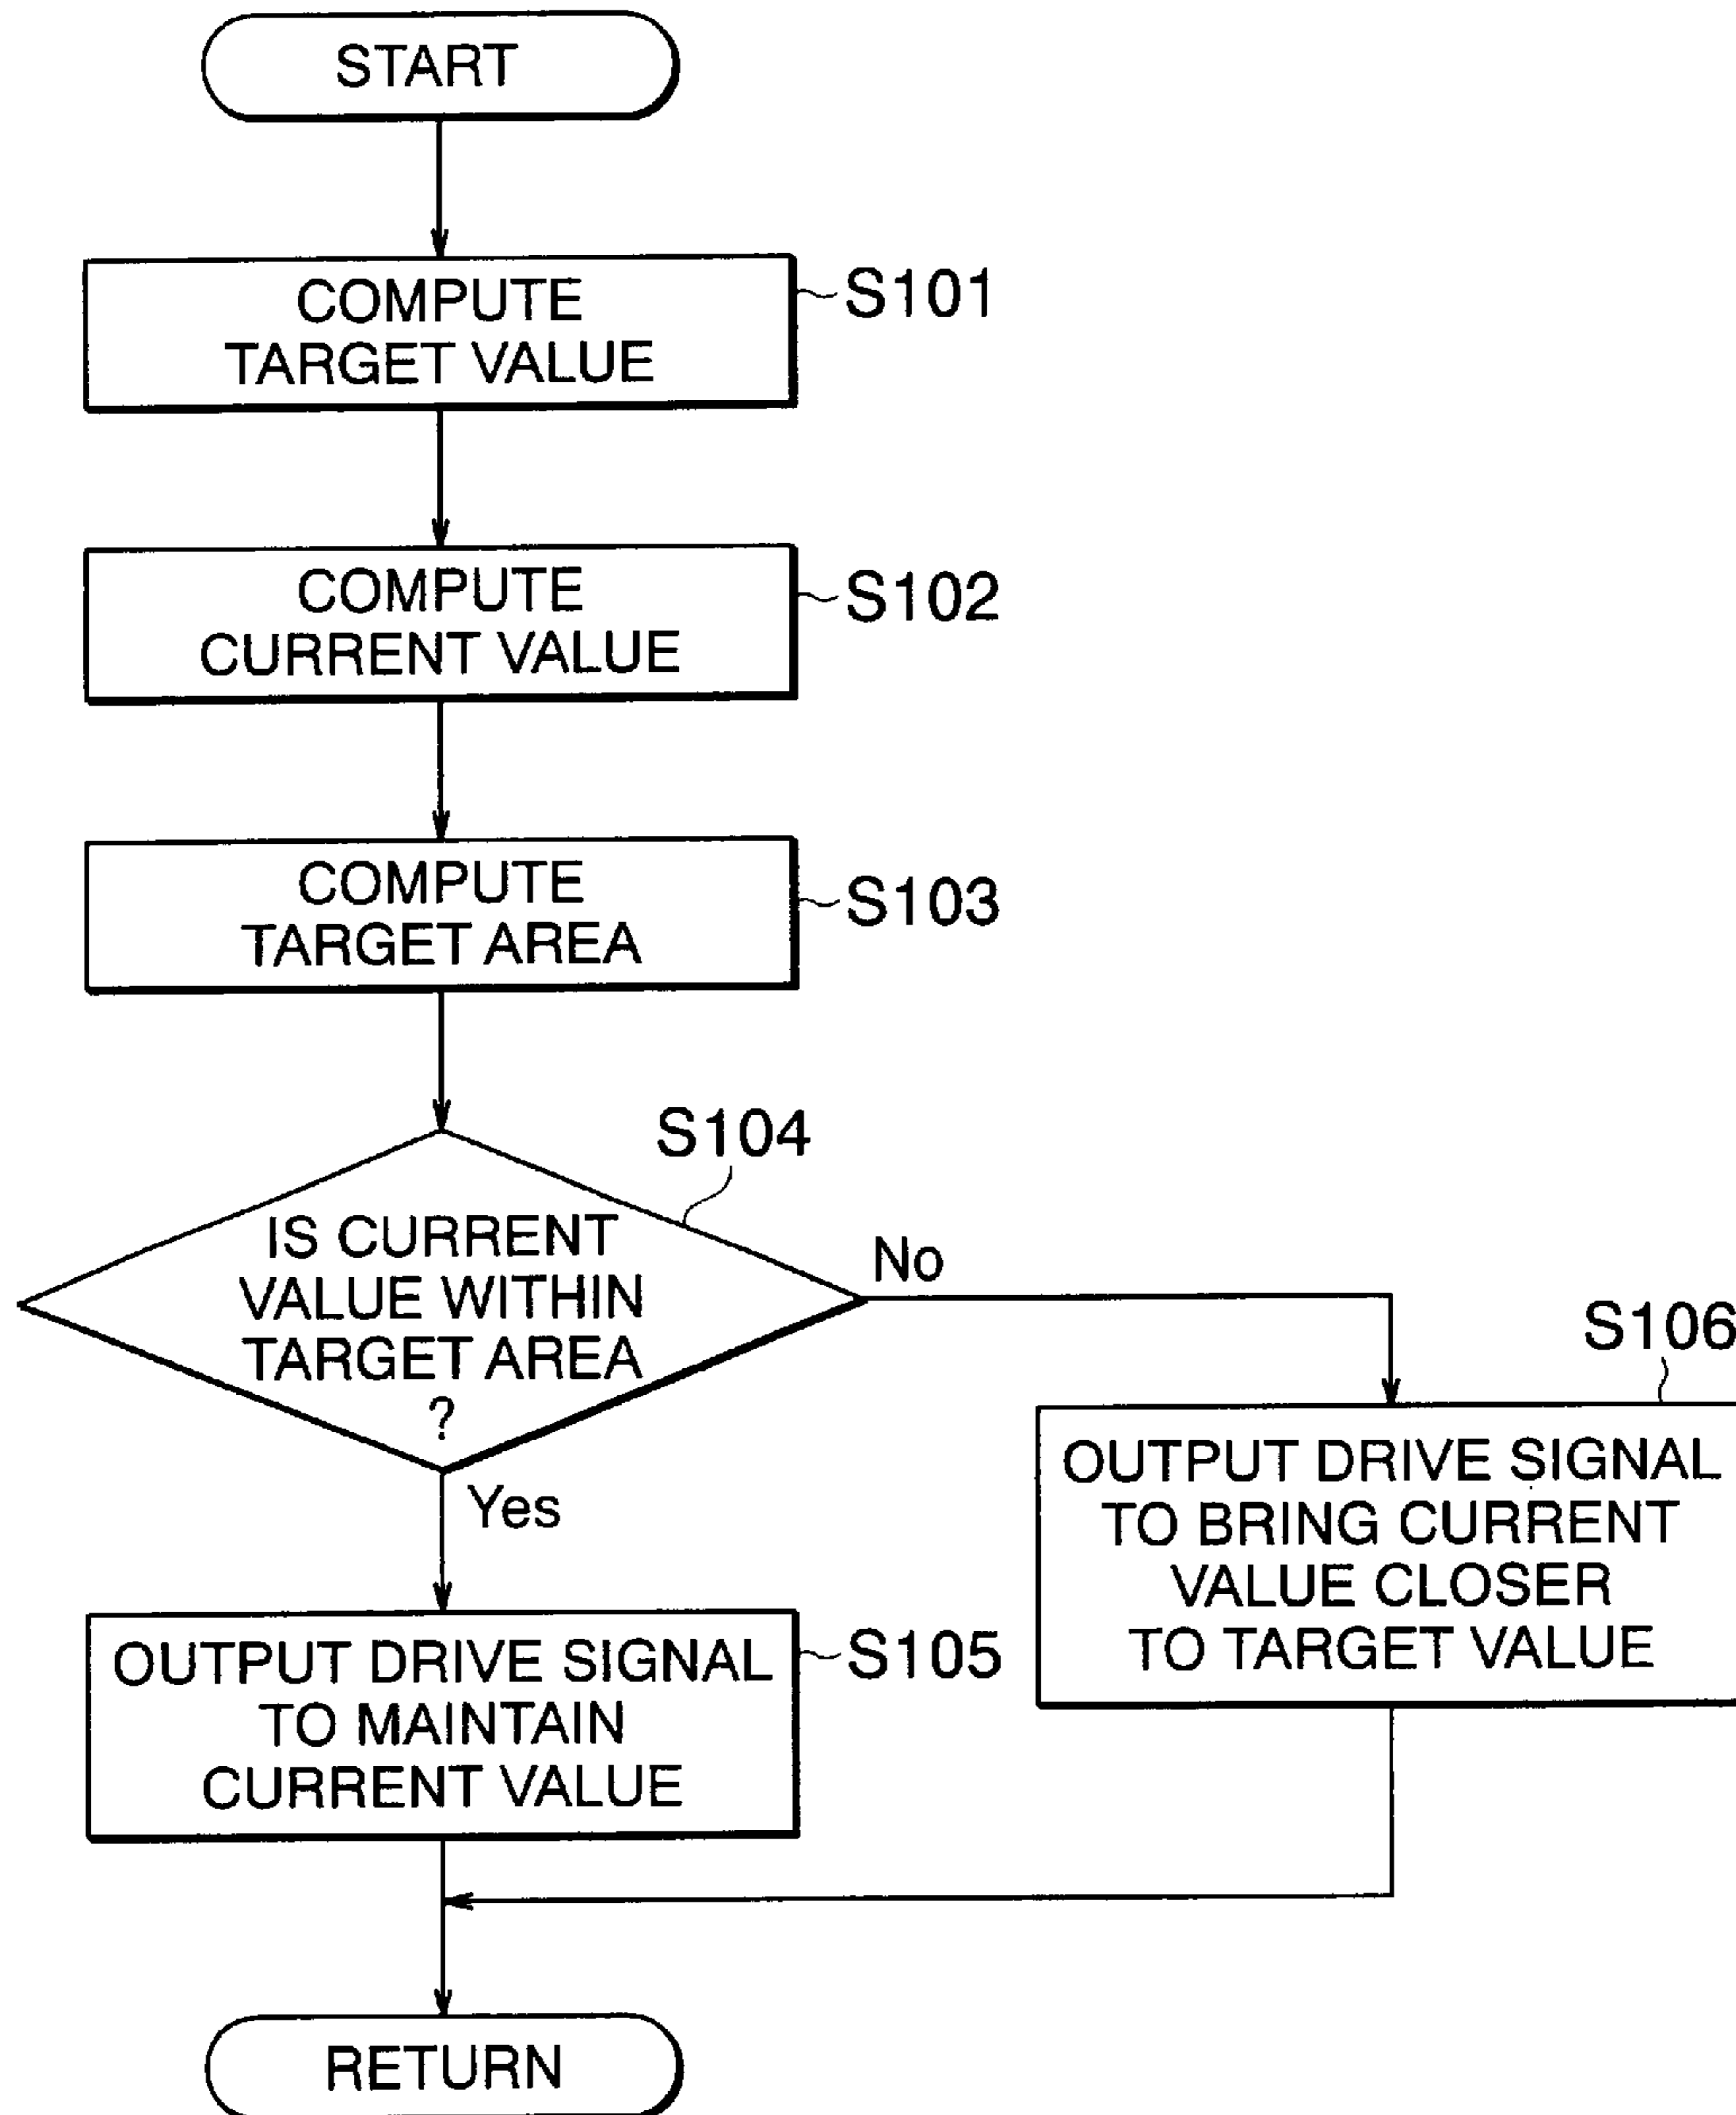 START
COMPUTE
TARGET VALUE
S101
COMPUTE
CURRENT VALUE
S102
COMPUTE
TARGET AREA
S103
S104
IS CURRENT
VALUE WITHIN
TARGET AREA
?
No
Yes
S106
OUTPUT DRIVE SIGNAL
TO BRING CURRENT
VALUE CLOSER
TO TARGET VALUE
OUTPUT DRIVE SIGNAL
TO MAINTAIN
CURRENT VALUE
S105
RETURN